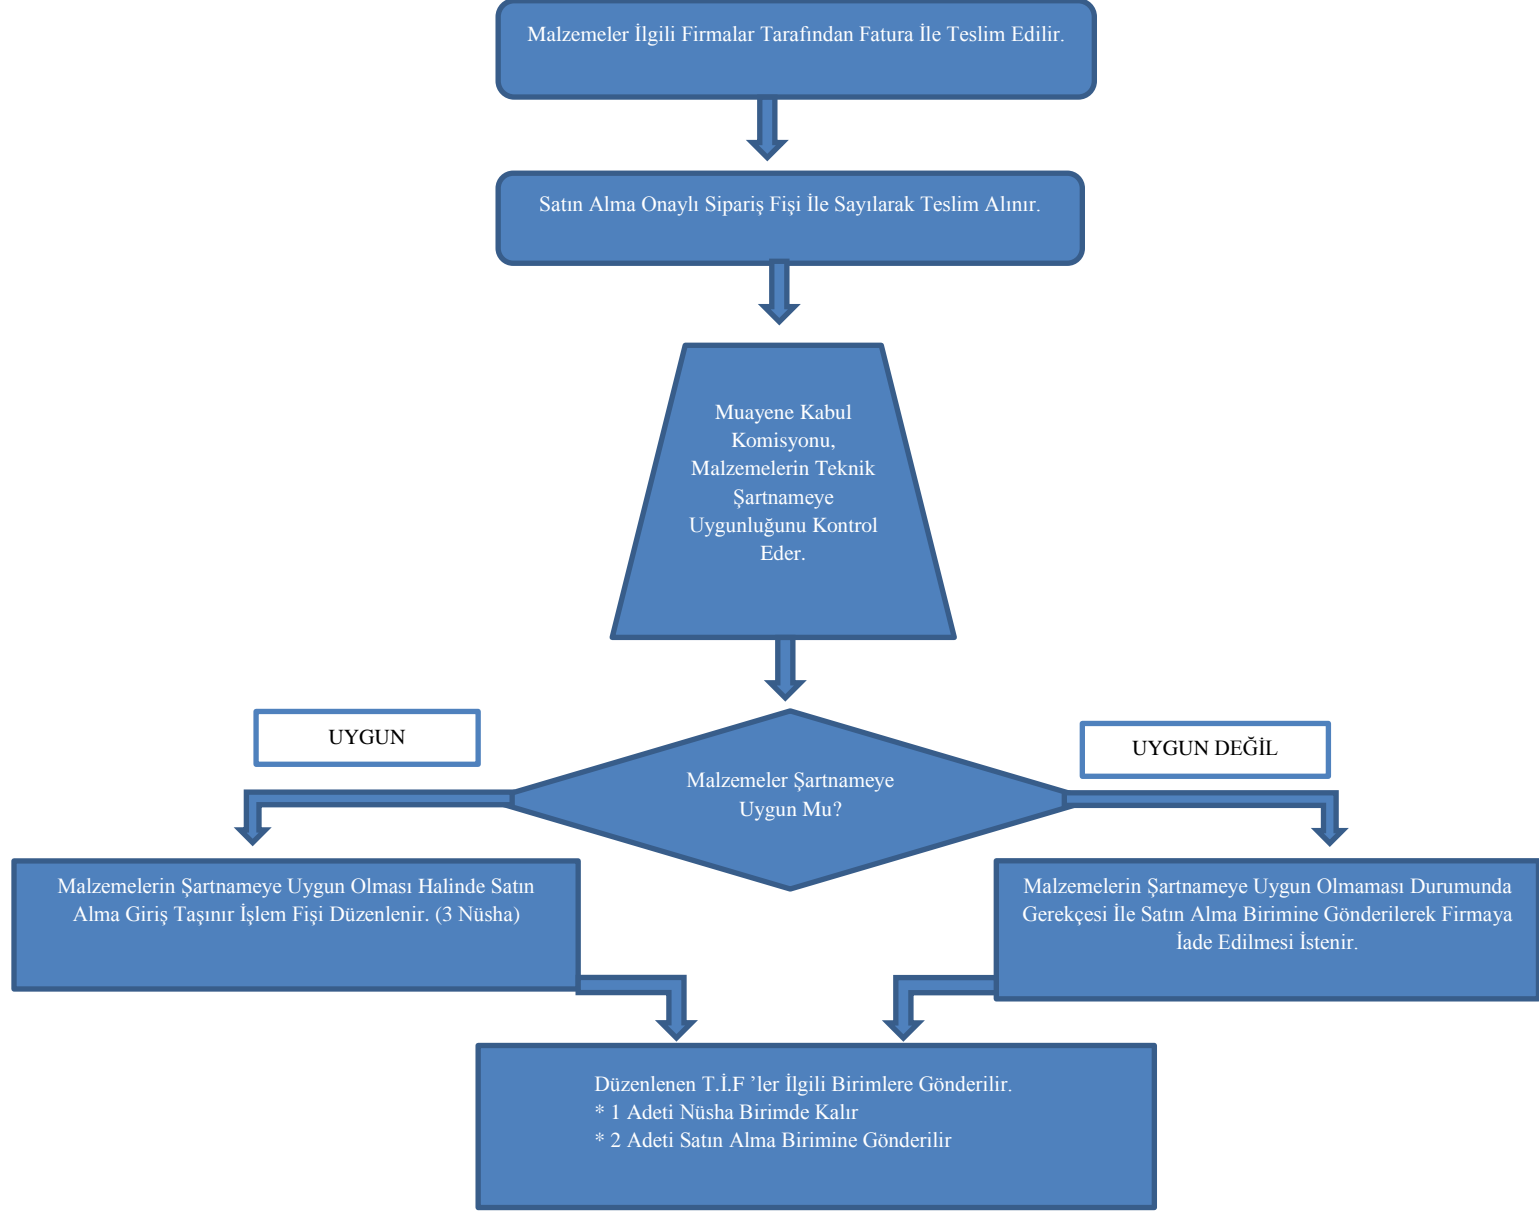 Malzemeler İlgili Firmalar Tarafından Fatura İle Teslim Edilir.
Satın Alma Onaylı Sipariş Fişi İle Sayılarak Teslim Alınır.
Muayene Kabul
Komisyonu,
Malzemelerin Teknik
Şartnameye
Uygunluğunu Kontrol
Eder.
UYGUN
UYGUN DEĞİL
Malzemeler Şartnameye
Uygun Mu?
Malzemelerin Şartnameye Uygun Olması Halinde Satın
Alma Giriş Taşınır İşlem Fişi Düzenlenir. (3 Nüsha)
Malzemelerin Şartnameye Uygun Olmaması Durumunda
Gerekçesi İle Satın Alma Birimine Gönderilerek Firmaya
İade Edilmesi İstenir.
Düzenlenen T.İ.F ’ler İlgili Birimlere Gönderilir.
* 1 Adeti Nüsha Birimde Kalır
* 2 Adeti Satın Alma Birimine Gönderilir